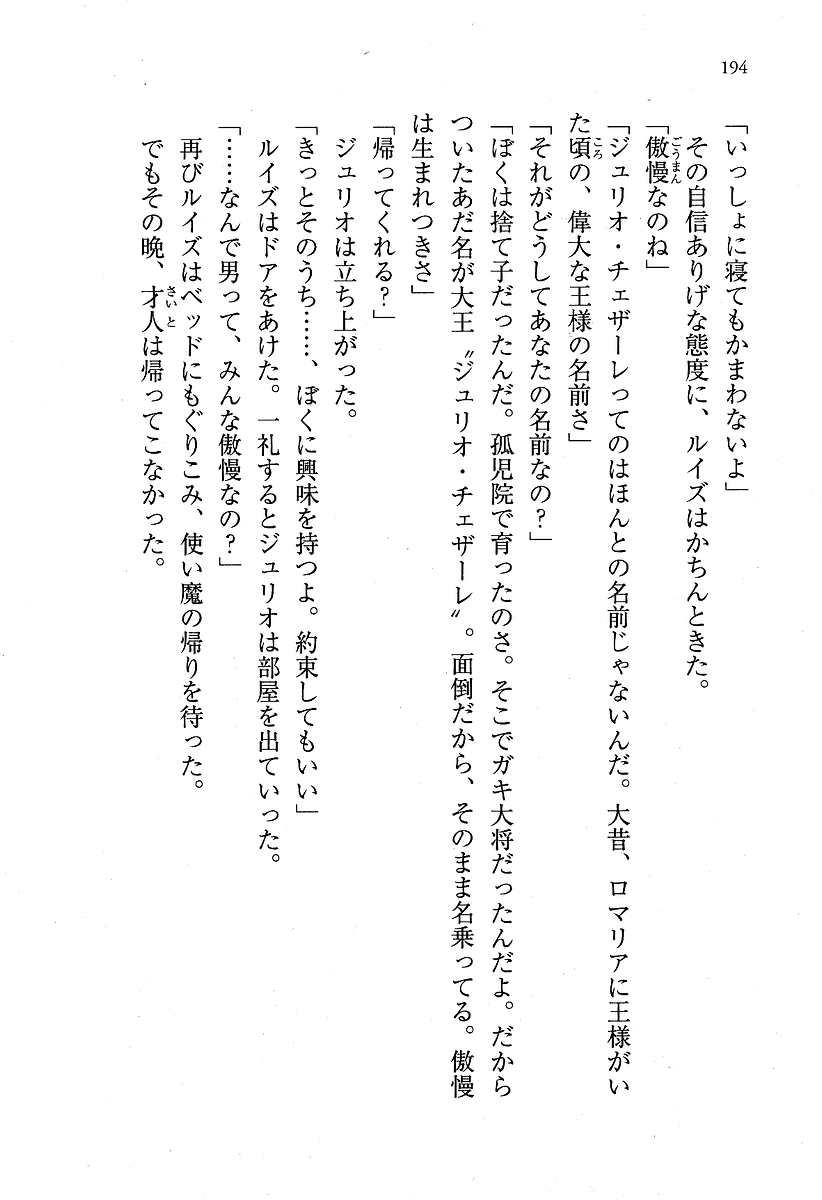 194
「いっしょに寝てもかまわないよ」
その自信ありげな態度に、ルイズはかちんときた。
「傲慢なのね」
「ジュリオ・チェザーレってのはほんとの名前じゃないんだ。大昔、ロマリアに王様がい
た頃の、偉大な王様の名前さ」
「それがどうしてあなたの名前なの？」
「ぼくは捨て子だったんだ。孤児院で育ったのさ。そこでガキ大将だったんだよ。だから
ついたあだ名が大王〝ジュリオ・チェザーレ〟。面倒だから、そのまま名乗ってる。傲慢
は生まれつきさ」
「帰ってくれる？」
ジュリオは立ち上がった。
「きっとそのうち……、ぼくに興味を持つよ。約束してもいい」
ルイズはドアをあけた。一礼するとジュリオは部屋を出ていった。
「……なんで男って、みんな傲慢なの？」
再びルイズはベッドにもぐりこみ、使い魔の帰りを待った。
でもその晩、才人は帰ってこなかった。